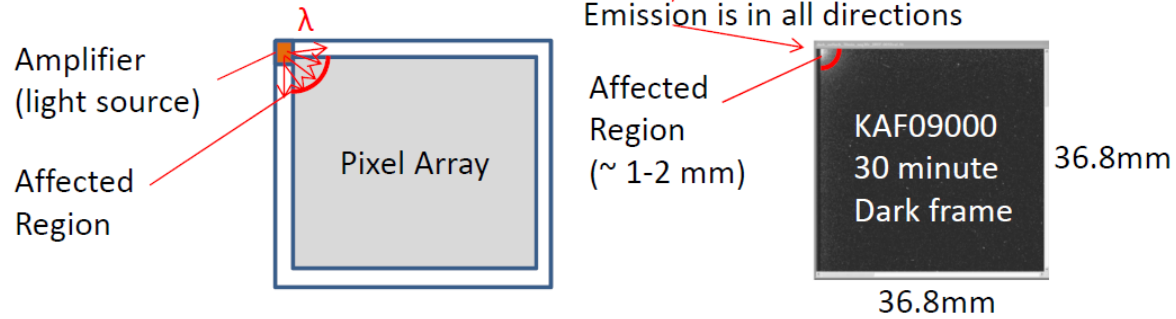 λ
Amplifier
(light source)
Affected
Region
Pixel Array
Emission is in all directions
Affected
Region
(~ 1-2 mm)
KAF09000
30 minute
Dark frame
36.8mm
36.8mm